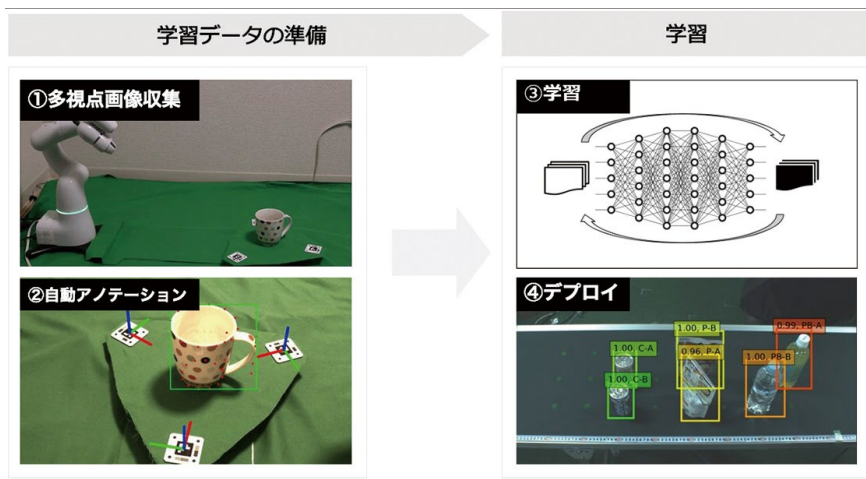 学習データの準備
学習
①多視点画像収集
②自動アノテーション
③学習
④デプロイ
1.00, P-B
0.99, PB-A
1.00, C-A
0.96, P-A
1.00, PB-B
1.00, C-B